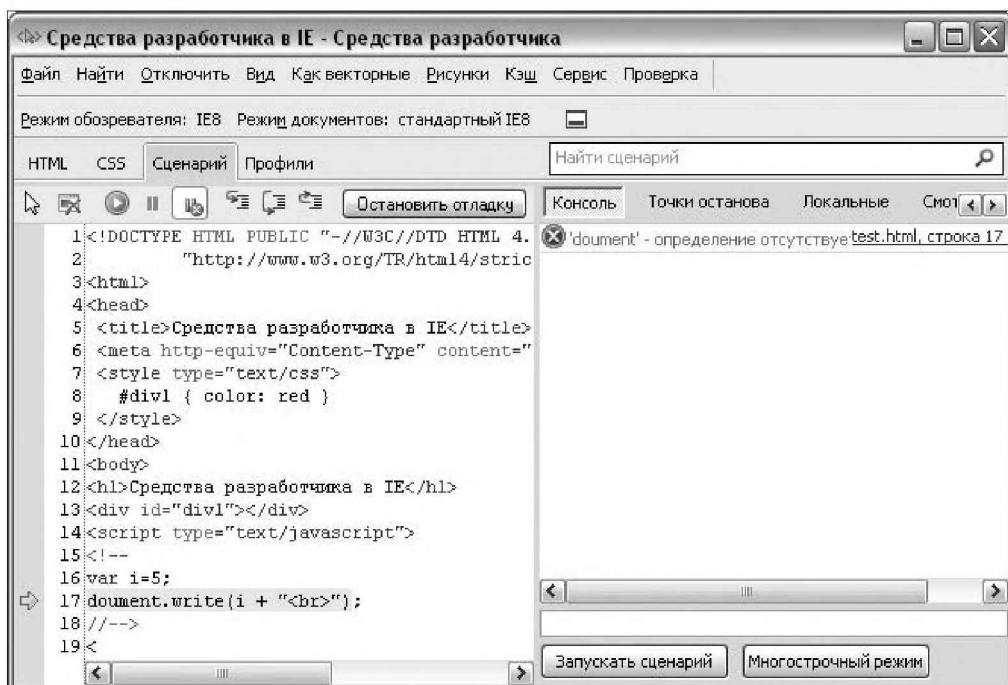 Средства разработчика в IE - Средства разработчика
Файл Найти Отключить Вид Как векторные Рисунки Кэш Сервис Проверка
Режим обозревателя: IE8 Режим документов: стандартный IE8
HTML CSS Сценарий Профили
Найти сценарий
Остановить отладку
Консоль Точки останова Локальные Смот
1 <!DOCTYPE HTML PUBLIC "-//W3C//DTD HTML 4.
2 "http://www.w3.org/TR/html4/stric
3 <html>
4 <head>
5 <title>Средства разработчика в IE</title>
6 <meta http-equiv="Content-Type" content="
7 <style type="text/css">
8 #div1 { color: red }
9 </style>
10 </head>
11 <body>
12 <h1>Средства разработчика в IE</h1>
13 <div id="div1"></div>
14 <script type="text/javascript">
15 <!--
16 var i=5;
17 doument.write(i + "<br>");
18 //-->
19 <
'doument' - определение отсутствуе test.html, строка 17
Запускать сценарий Многострочный режим